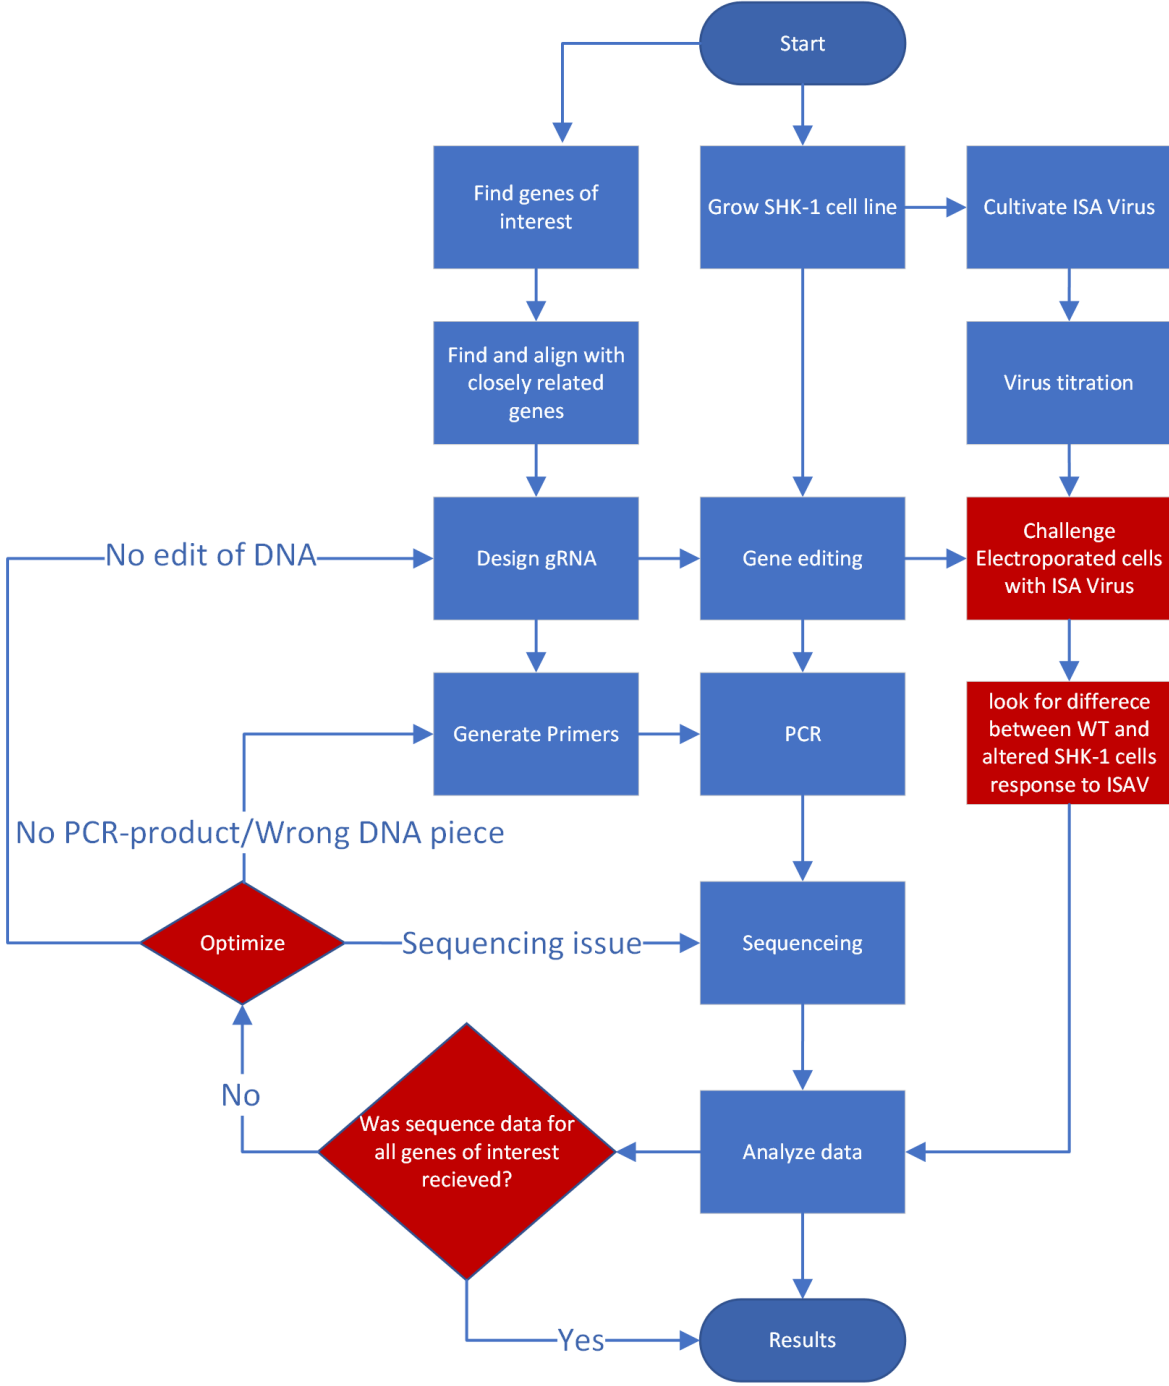 Start
Find genes of
interest
Grow SHK-1 cell line
Cultivate ISA Virus
Find and align with
closely related
genes
Virus titration
No edit of DNA
Design gRNA
Gene editing
Challenge
Electroporated cells
with ISA Virus
Generate Primers
PCR
look for differece
between WT and
altered SHK-1 cells
response to ISAV
No PCR-product/Wrong DNA piece
Optimize
Sequencing issue
Sequenceing
No
Was sequence data for
all genes of interest
recieved?
Analyze data
Yes
Results